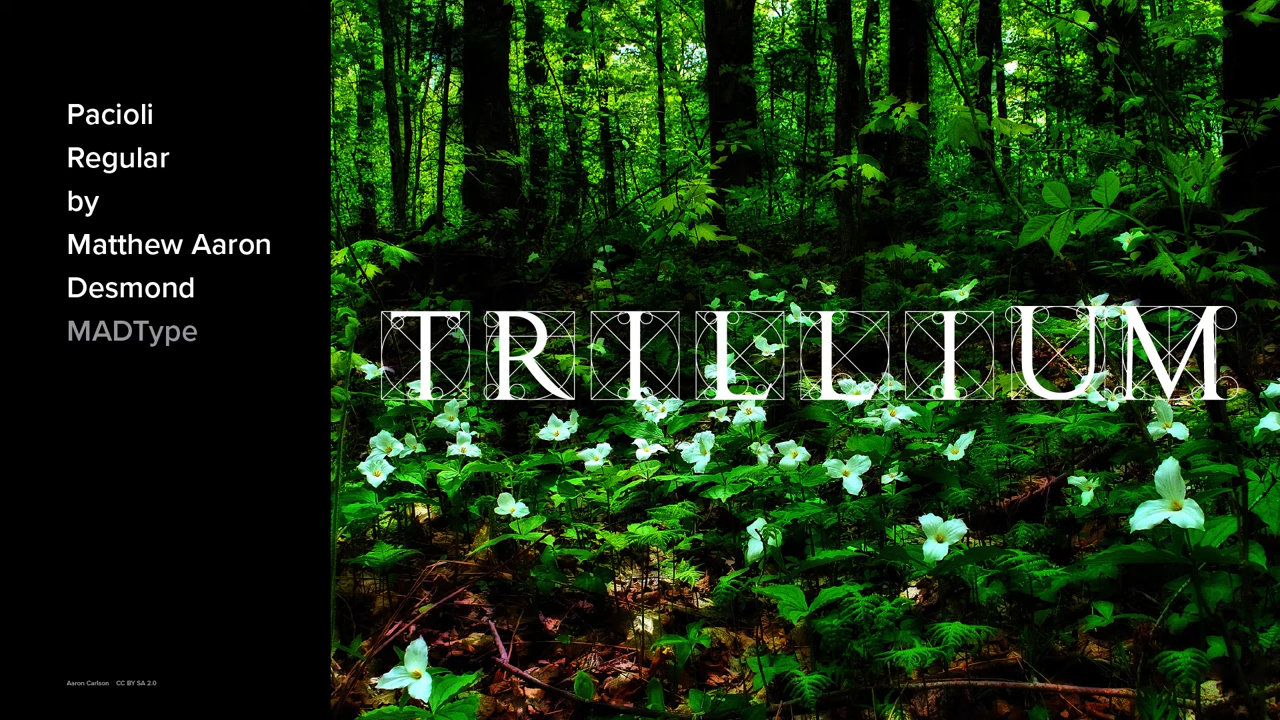 Pacioli
Regular
by
Matthew Aaron
Desmond
MADType
TRILLIUM
Aaron Carlson CC BY SA 2.0